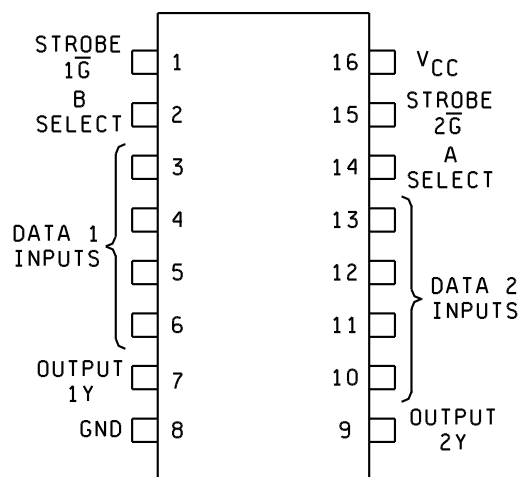 STROBE
1G̅
1
B
SELECT
2
3
4
DATA 1
INPUTS
5
6
OUTPUT
1Y
7
GND
8
16
VCC
15
STROBE
2G̅
14
A
SELECT
13
12
DATA 2
INPUTS
11
10
9
OUTPUT
2Y